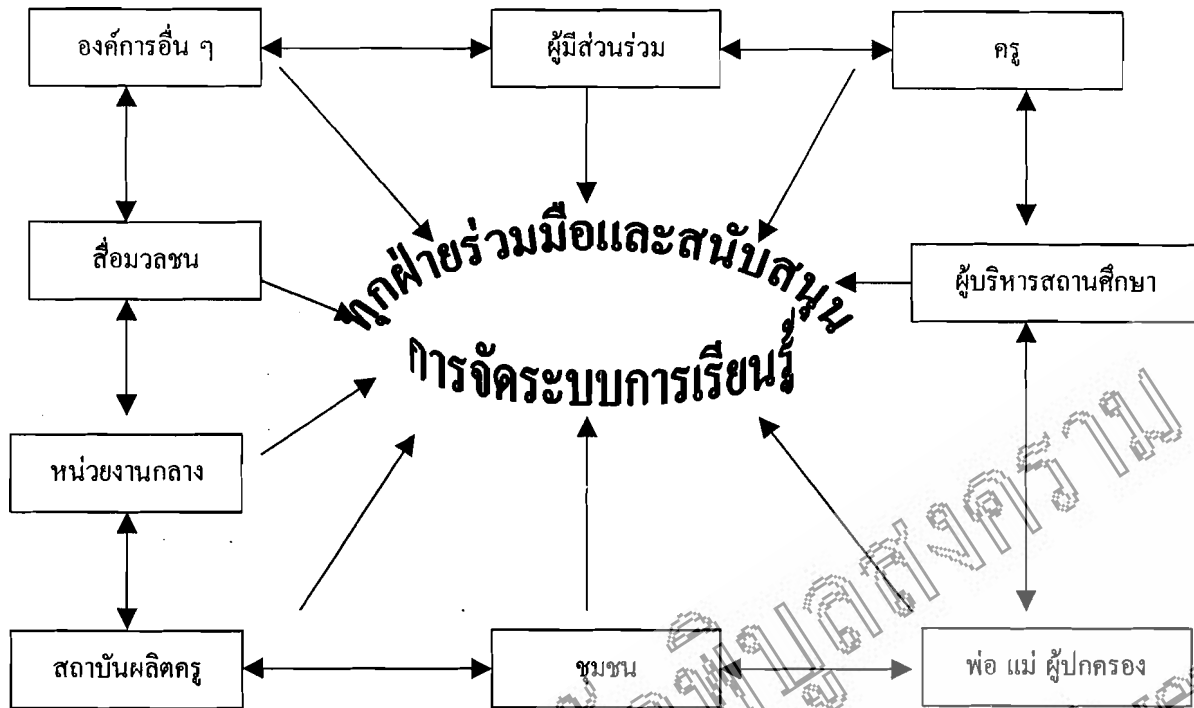 องค์การอื่น ๆ
ผู้มีส่วนร่วม
ครู
สื่อมวลชน
ทุกฝ่ายร่วมมือและสนับสนุน
ผู้บริหารสถานศึกษา
การจัดระบบการเรียนรู้
หน่วยงานกลาง
สถาบันผลิตครู
ชุมชน
พ่อ แม่ ผู้ปกครอง